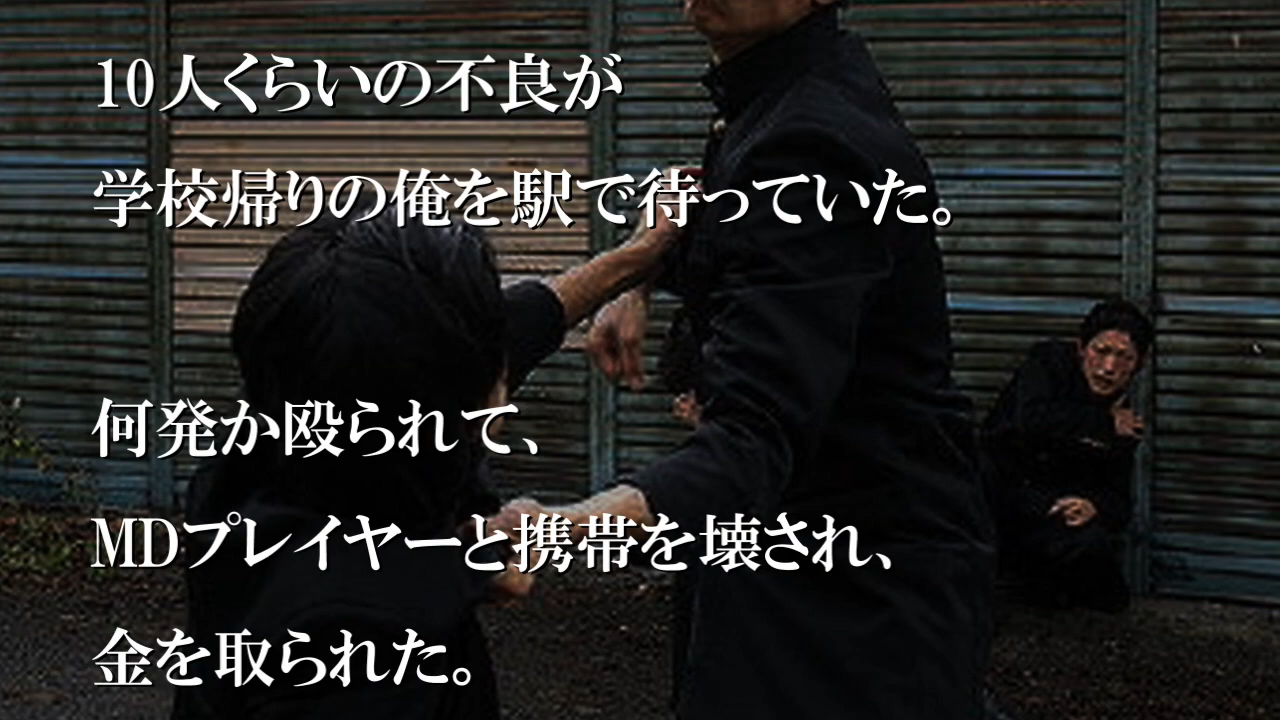 10人くらいの不良が
学校帰りの俺を駅で待っていた。
何発か殴られて、
MDプレイヤーと携帯を壊され、
金を取られた。